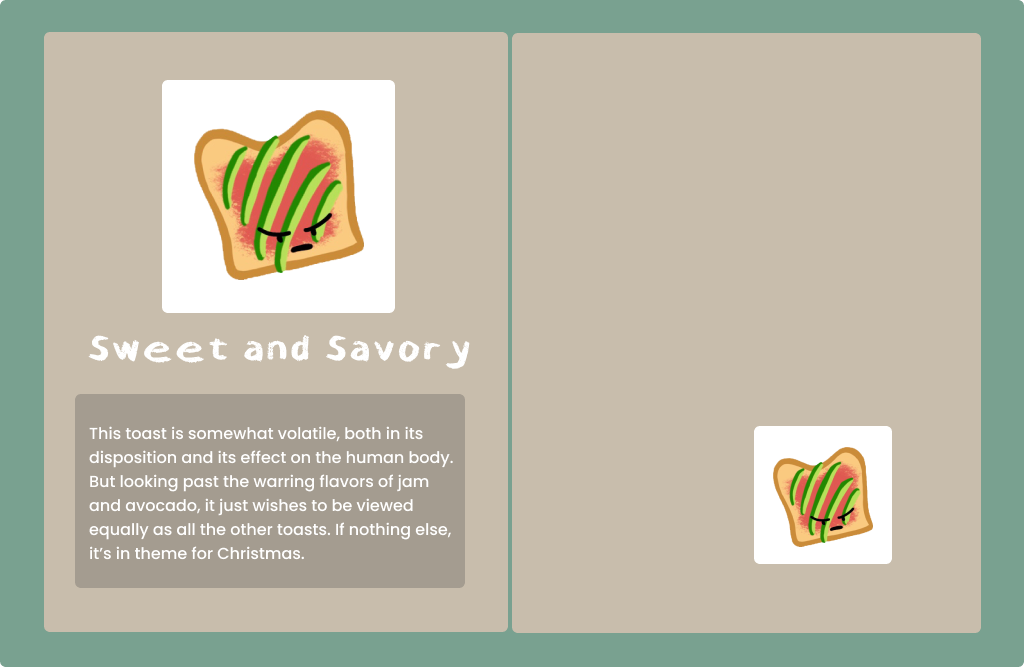 Sweet and Savory
This toast is somewhat volatile, both in its
disposition and its effect on the human body.
But looking past the warring flavors of jam
and avocado, it just wishes to be viewed
equally as all the other toasts. If nothing else,
it’s in theme for Christmas.